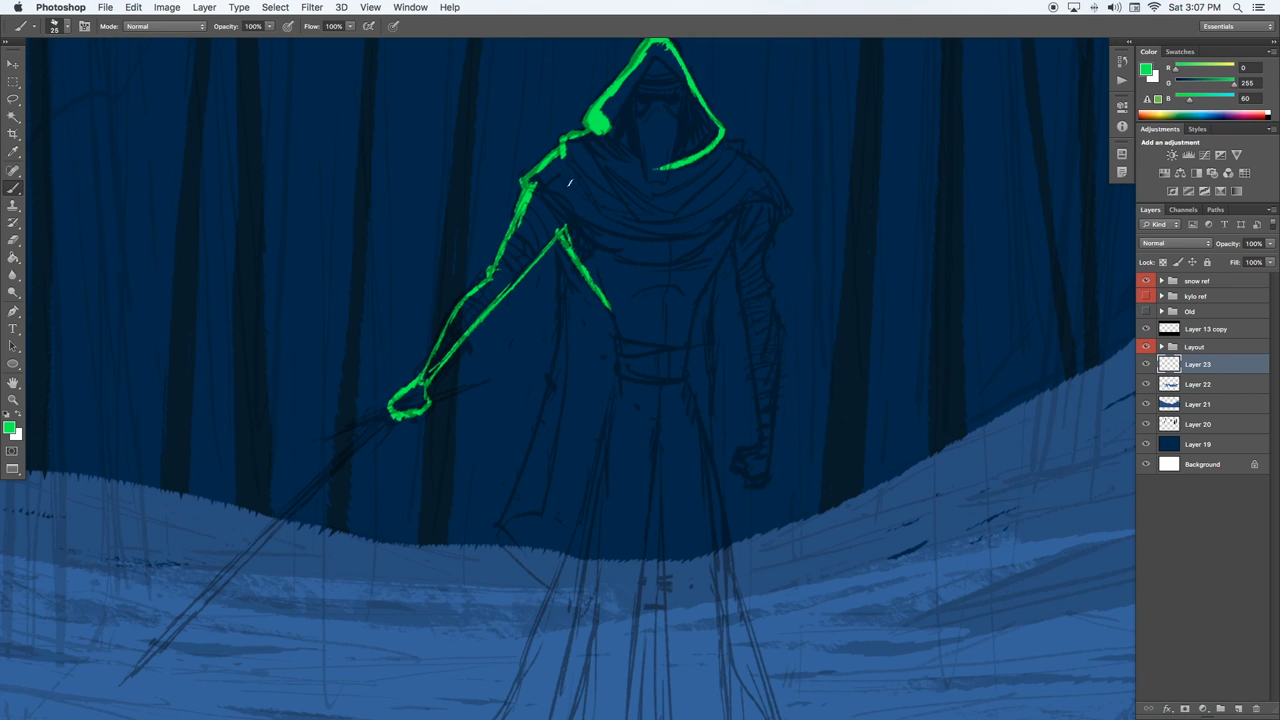 Photoshop File Edit Image Layer Type Select Filter 3D View Window Help Sat 3:07 PM
25 Mode: Normal Opacity: 100% Flow: 100% Essentials
Color Swatches
R 0
G 255
B 60
Adjustments Styles
Add an adjustment
Layers Channels Paths
Kind
Normal Opacity: 100%
Lock: Fill: 100%
snow ref
kylo ref
Old
Layer 13 copy
Layout
Layer 23
Layer 22
Layer 21
Layer 20
Layer 19
Background